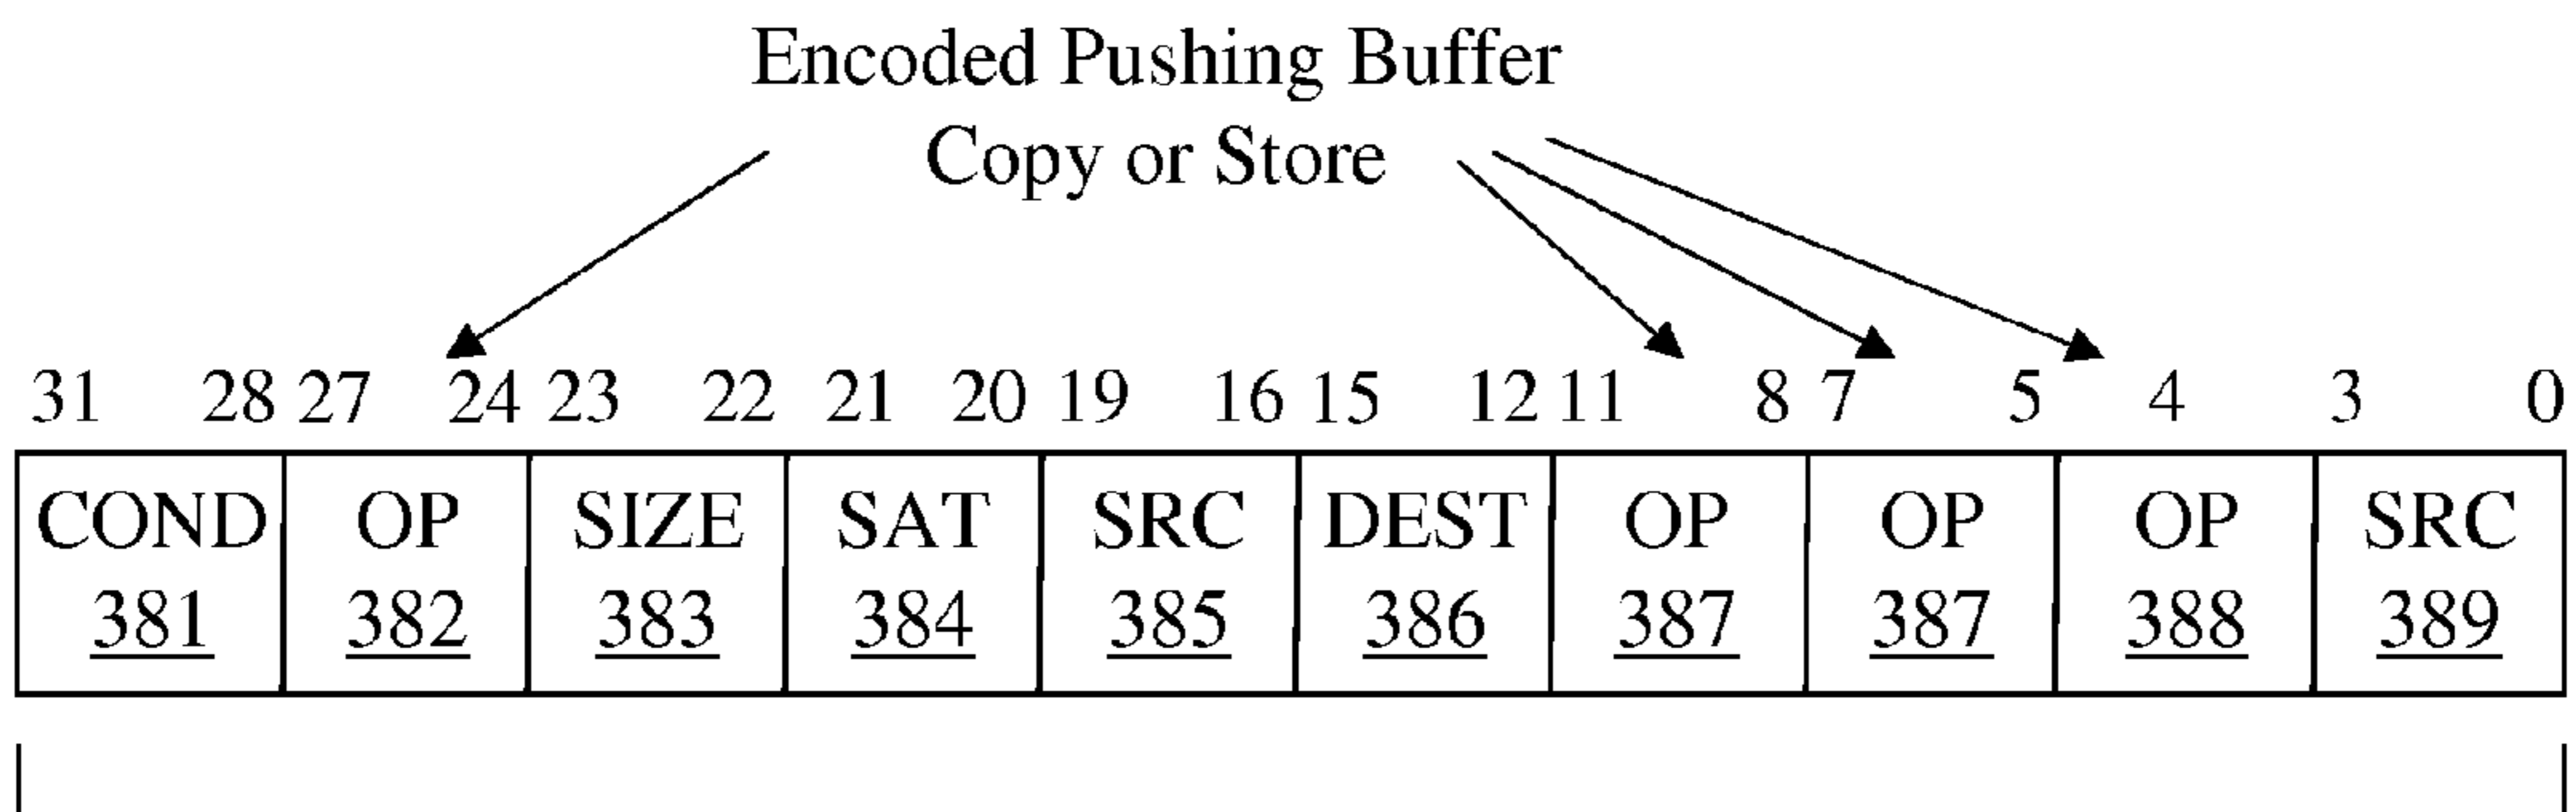 Encoded Pushing Buffer
Copy or Store
31 28 27 24 23 22 21 20 19 16 15 12 11 8 7 5 4 3 0
COND OP SIZE SAT SRC DEST OP OP OP SRC
381 382 383 384 385 386 387 387 388 389